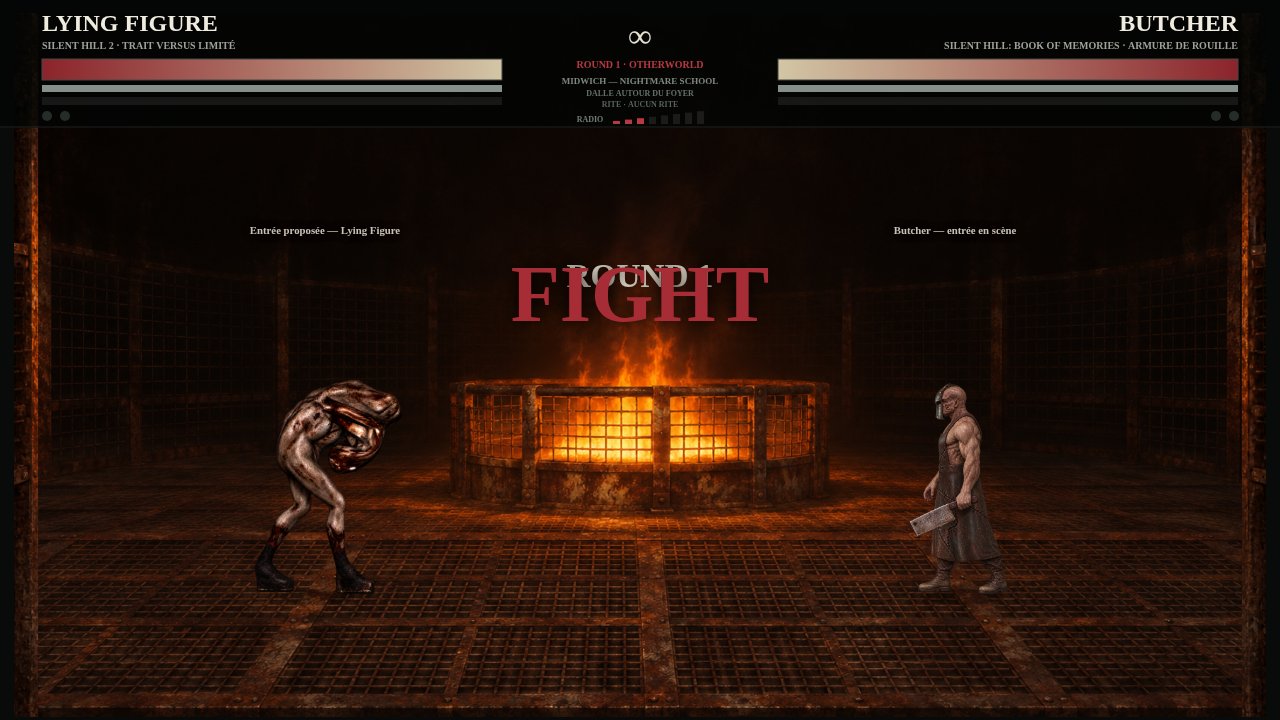 LYING FIGURE
SILENT HILL 2 · TRAIT VERSUS LIMITÉ
∞
ROUND 1 · OTHERWORLD
MIDWICH — NIGHTMARE SCHOOL
DALLE AUTOUR DU FOYER
RITE · AUCUN RITE
RADIO
BUTCHER
SILENT HILL: BOOK OF MEMORIES · ARMURE DE ROUILLE
Entrée proposée — Lying Figure
Butcher — entrée en scène
ROUND 1
FIGHT